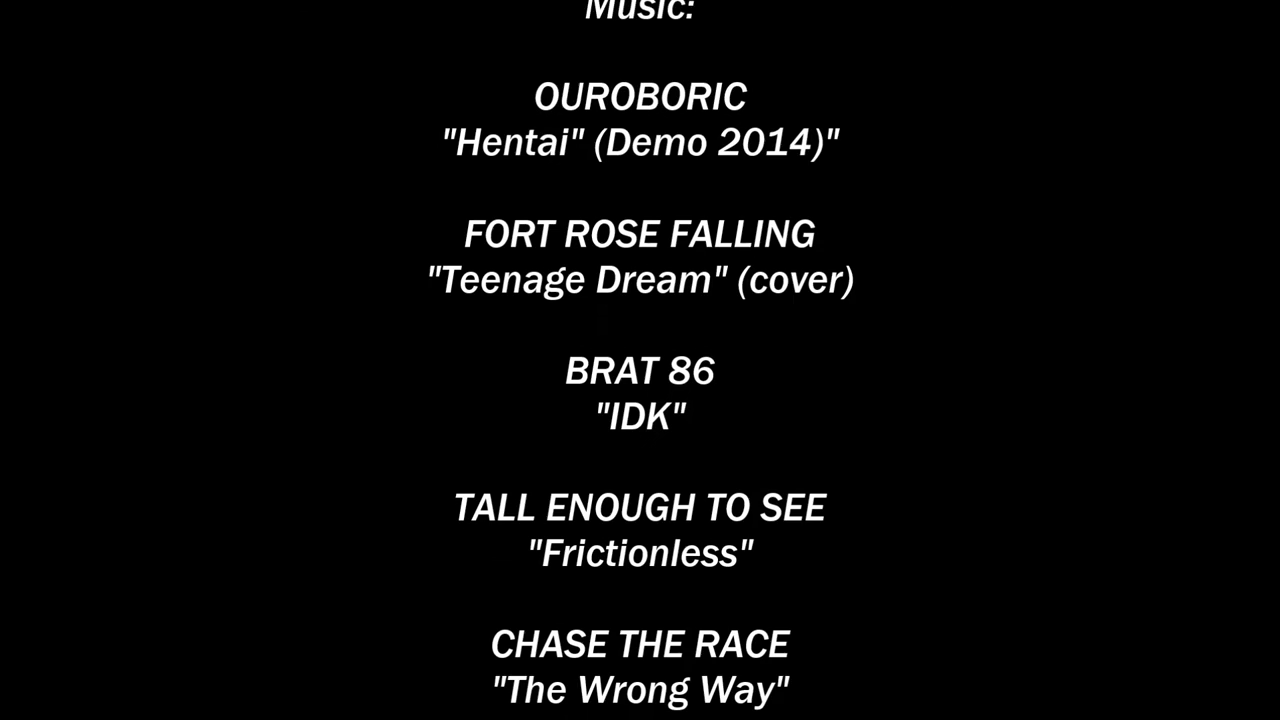 Music:
OUROBORIC
"Hentai" (Demo 2014)"
FORT ROSE FALLING
"Teenage Dream" (cover)
BRAT 86
"IDK"
TALL ENOUGH TO SEE
"Frictionless"
CHASE THE RACE
"The Wrong Way"